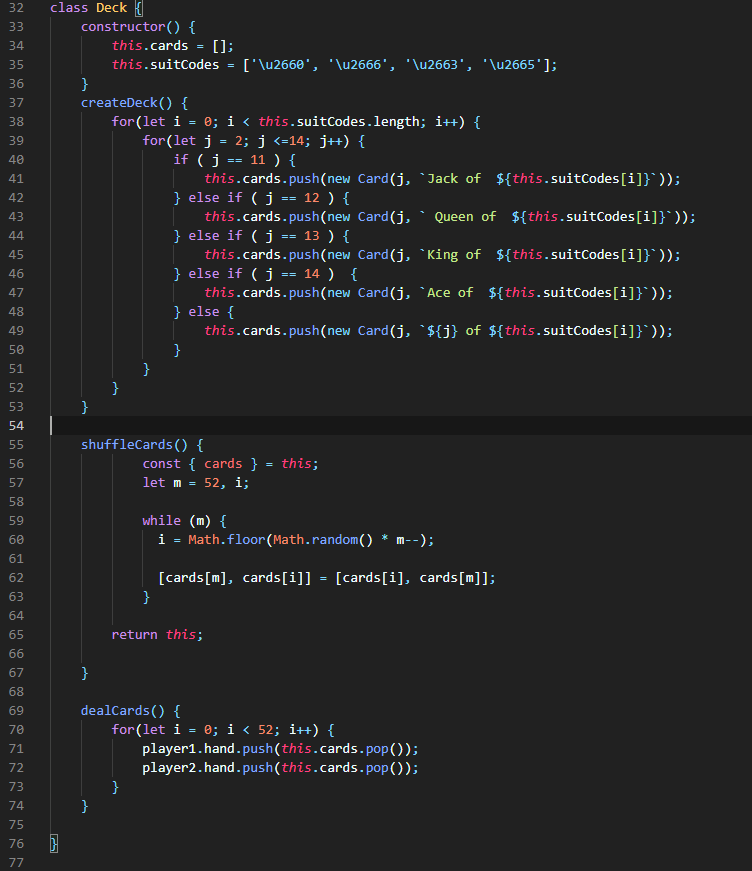 32 class Deck {
33     constructor() {
34         this.cards = [];
35         this.suitCodes = ['\u2660', '\u2666', '\u2663', '\u2665'];
36     }
37     createDeck() {
38         for(let i = 0; i < this.suitCodes.length; i++) {
39             for(let j = 2; j <=14; j++) {
40                 if ( j == 11 ) {
41                     this.cards.push(new Card(j, `Jack of  ${this.suitCodes[i]}`));
42                 } else if ( j == 12 ) {
43                     this.cards.push(new Card(j, ` Queen of  ${this.suitCodes[i]}`));
44                 } else if ( j == 13 ) {
45                     this.cards.push(new Card(j, `King of  ${this.suitCodes[i]}`));
46                 } else if ( j == 14 )  {
47                     this.cards.push(new Card(j, `Ace of  ${this.suitCodes[i]}`));
48                 } else {
49                     this.cards.push(new Card(j, `${j} of ${this.suitCodes[i]}`));
50                 }
51             }
52         }
53     }
54
55     shuffleCards() {
56             const { cards } = this;
57             let m = 52, i;
58
59             while (m) {
60               i = Math.floor(Math.random() * m--);
61
62               [cards[m], cards[i]] = [cards[i], cards[m]];
63             }
64
65         return this;
66
67     }
68
69     dealCards() {
70         for(let i = 0; i < 52; i++) {
71             player1.hand.push(this.cards.pop());
72             player2.hand.push(this.cards.pop());
73         }
74     }
75
76 }
77